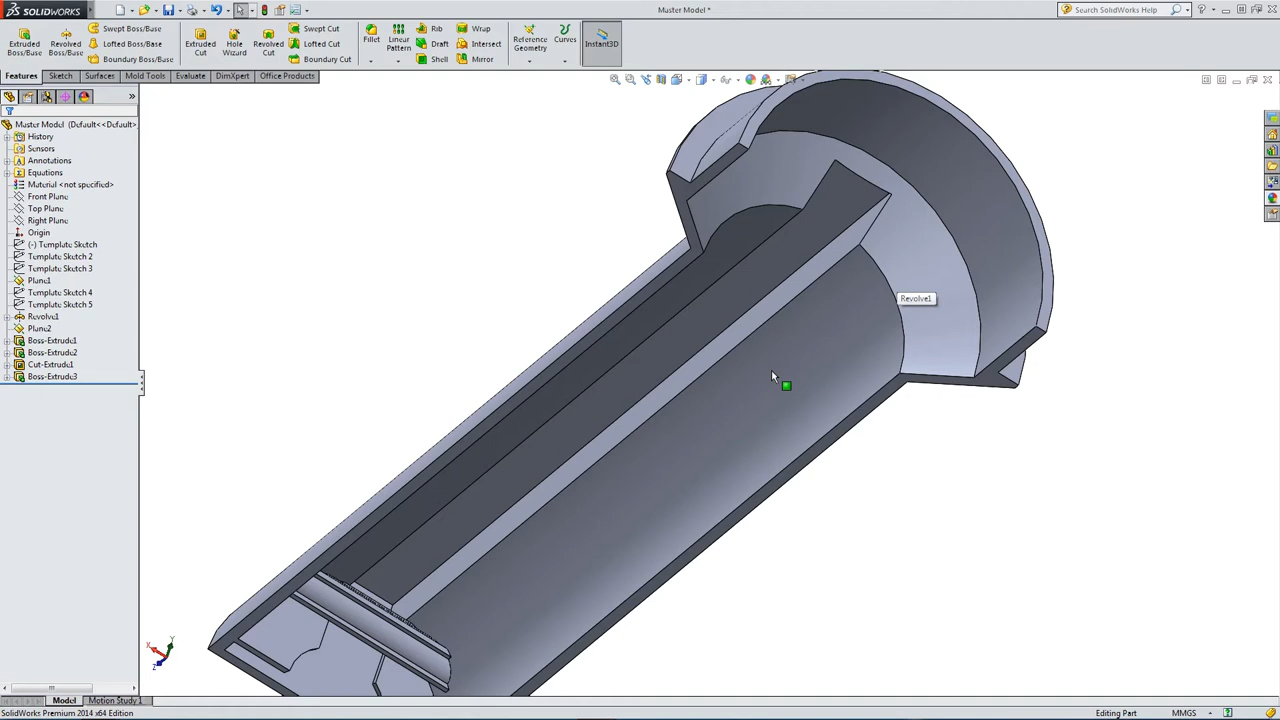 SOLIDWORKS
Master Model *
Search SolidWorks Help
Extruded Boss/Base
Revolved Boss/Base
Swept Boss/Base
Lofted Boss/Base
Boundary Boss/Base
Extruded Cut
Hole Wizard
Revolved Cut
Swept Cut
Lofted Cut
Boundary Cut
Fillet
Linear Pattern
Rib
Draft
Shell
Wrap
Intersect
Mirror
Reference Geometry
Curves
Instant3D
Features
Sketch
Surfaces
Mold Tools
Evaluate
DimXpert
Office Products
Master Model (Default<<Default>
History
Sensors
Annotations
Equations
Material <not specified>
Front Plane
Top Plane
Right Plane
Origin
(-) Template Sketch
Template Sketch 2
Template Sketch 3
Plane1
Template Sketch 4
Template Sketch 5
Revolve1
Plane2
Boss-Extrude1
Boss-Extrude2
Cut-Extrude1
Boss-Extrude3
Revolve1
X
Y
Z
Model
Motion Study 1
SolidWorks Premium 2014 x64 Edition
Editing Part
MMGS